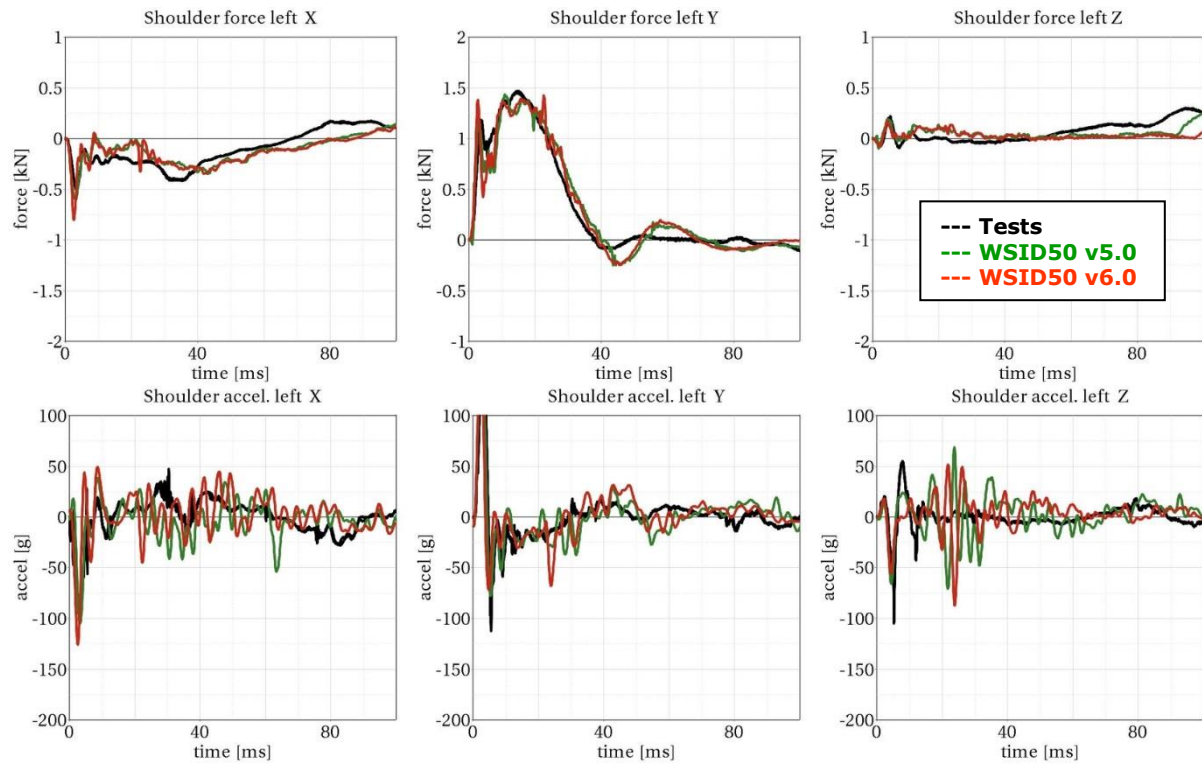 Shoulder force left X
Shoulder force left Y
Shoulder force left Z
1
0.5
0
-0.5
-1
-1.5
-2
force [kN]
0
40
80
time [ms]
2
1.5
1
0.5
0
0.5
-1
force [kN]
0
40
80
time [ms]
1
0.5
0
-0.5
-1
-1.5
-2
force [kN]
0
40
80
time [ms]
--- Tests
--- WSID50 v5.0
--- WSID50 v6.0
Shoulder accel. left X
Shoulder accel. left Y
Shoulder accel. left Z
100
50
0
-50
-100
-150
-200
accel [g]
0
40
80
time [ms]
100
50
0
-50
-100
-150
-200
accel [g]
0
40
80
time [ms]
100
50
0
-50
-100
-150
-200
accel [g]
0
40
80
time [ms]